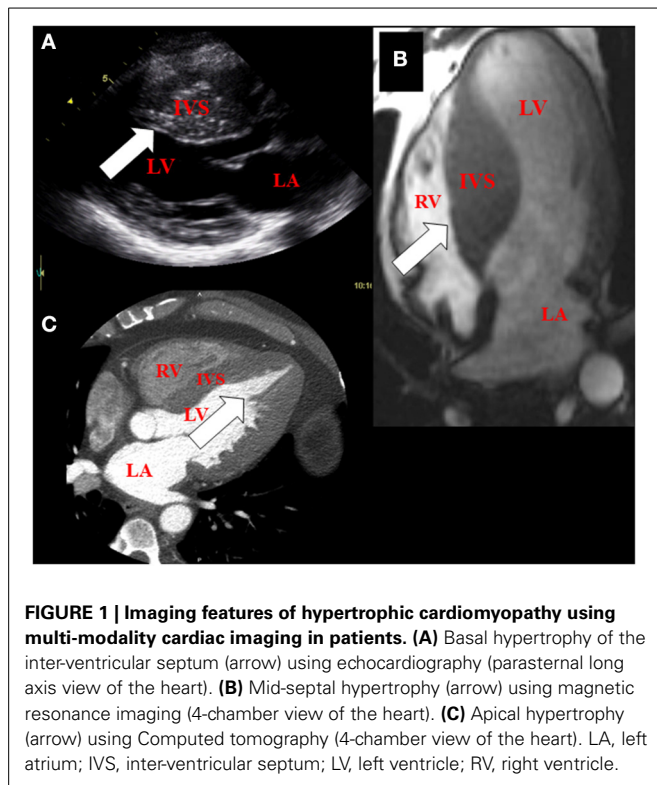 A
5
IVS
LV
LA
B
LV
IVS
RV
LA
10:16
C
RV
IVS
LV
LA
FIGURE 1 | Imaging features of hypertrophic cardiomyopathy using
multi-modality cardiac imaging in patients. (A) Basal hypertrophy of the
inter-ventricular septum (arrow) using echocardiography (parasternal long
axis view of the heart). (B) Mid-septal hypertrophy (arrow) using magnetic
resonance imaging (4-chamber view of the heart). (C) Apical hypertrophy
(arrow) using Computed tomography (4-chamber view of the heart). LA, left
atrium; IVS, inter-ventricular septum; LV, left ventricle; RV, right ventricle.